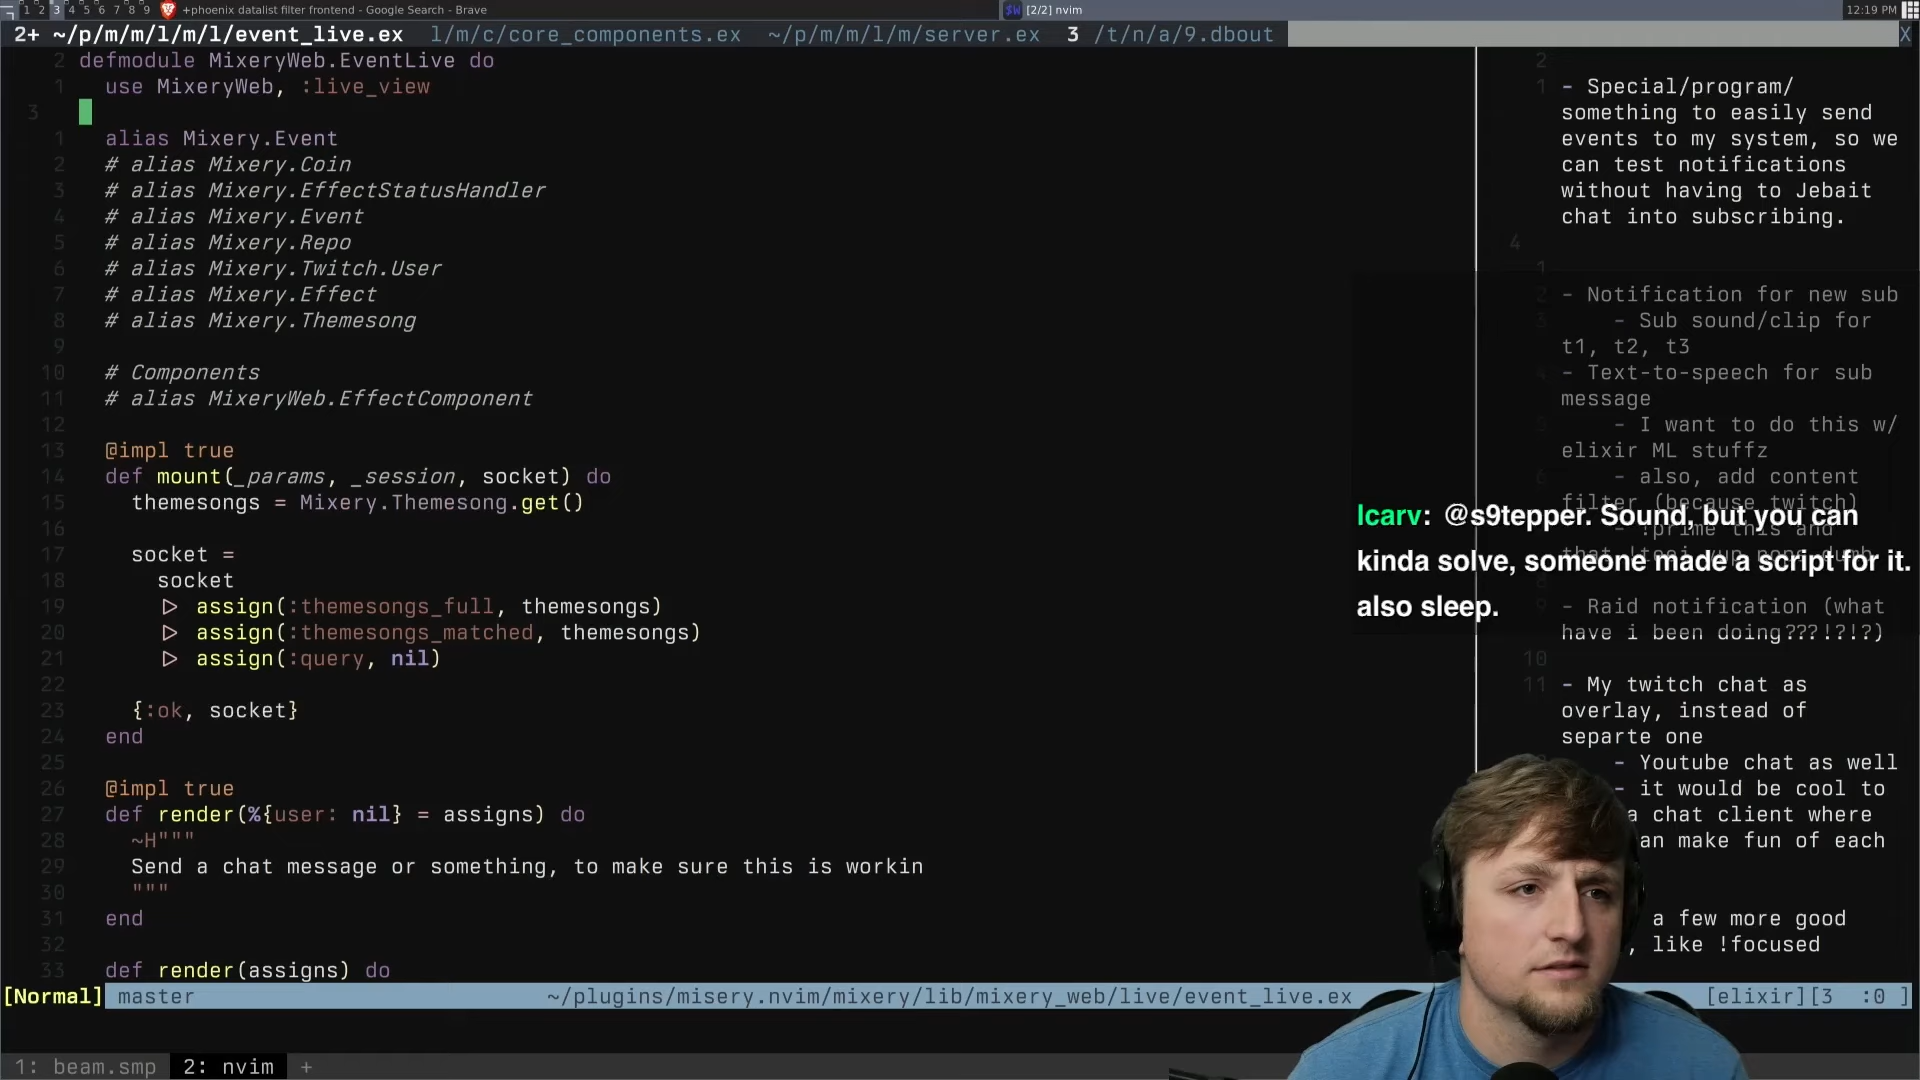 1 2 3 4 5 6 7 8 9 +phoenix datalist filter frontend - Google Search - Brave
[2/2] nvim
12:19 PM
2+ ~/p/m/m/l/m/l/event_live.ex l/m/c/core_components.ex ~/p/m/m/l/m/server.ex 3 /t/n/a/9.dbout X
2 defmodule MixeryWeb.EventLive do
1 use MixeryWeb, :live_view
3
1 alias Mixery.Event
2 # alias Mixery.Coin
3 # alias Mixery.EffectStatusHandler
4 # alias Mixery.Event
5 # alias Mixery.Repo
6 # alias Mixery.Twitch.User
7 # alias Mixery.Effect
8 # alias Mixery.Themesong
9
10 # Components
11 # alias MixeryWeb.EffectComponent
12
13 @impl true
14 def mount(_params, _session, socket) do
15 themesongs = Mixery.Themesong.get()
16
17 socket =
18 socket
19 ▷ assign(:themesongs_full, themesongs)
20 ▷ assign(:themesongs_matched, themesongs)
21 ▷ assign(:query, nil)
22
23 {:ok, socket}
24 end
25
26 @impl true
27 def render(%{user: nil} = assigns) do
28 ~H"""
29 Send a chat message or something, to make sure this is workin
30 """
31 end
32
33 def render(assigns) do
2
1 - Special/program/
something to easily send
events to my system, so we
can test notifications
without having to Jebait
chat into subscribing.
4
1
2 - Notification for new sub
3 - Sub sound/clip for
t1, t2, t3
- Text-to-speech for sub
message
- I want to do this w/
elixir ML stuffz
6 - also, add content
filter (because twitch)
- !prime this and
lcarv: @s9tepper. Sound, but you can
kinda solve, someone made a script for it.
also sleep.
9 - Raid notification (what
have i been doing???!?!?)
10
11 - My twitch chat as
overlay, instead of
separte one
- Youtube chat as well
- it would be cool to
a chat client where
an make fun of each
a few more good
, like !focused
[Normal] master ~/plugins/misery.nvim/mixery/lib/mixery_web/live/event_live.ex [elixir][3 :0 ]
1: beam.smp 2: nvim +